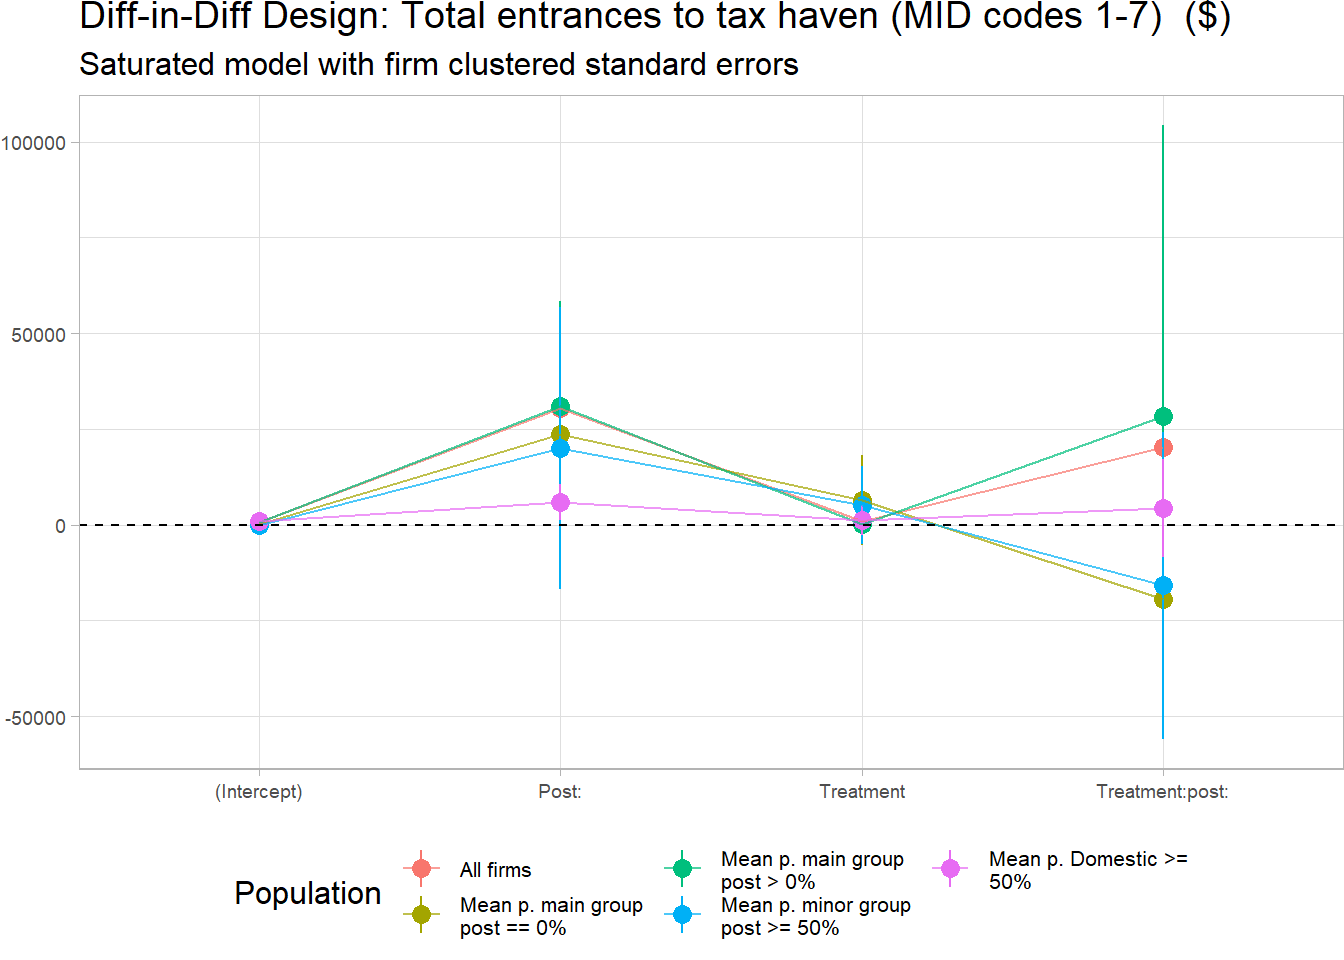 Diff-in-Diff Design: Total entrances to tax haven (MID codes 1-7)  ($)
Saturated model with firm clustered standard errors
100000
50000
0
-50000
(Intercept)
Post:
Treatment
Treatment:post:
Population
All firms
Mean p. main group
post == 0%
Mean p. main group
post > 0%
Mean p. minor group
post >= 50%
Mean p. Domestic >=
50%